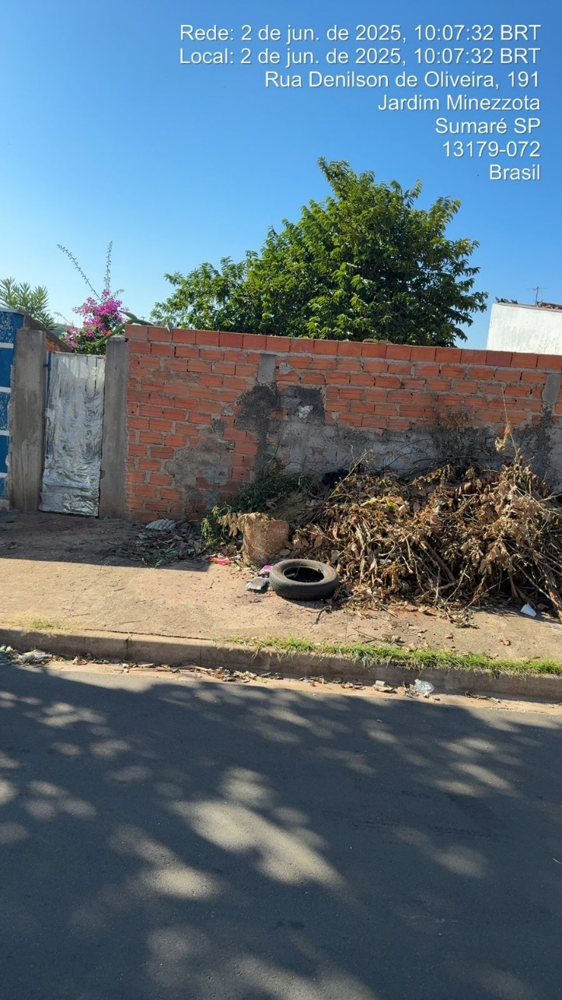 Rede: 2 de jun. de 2025, 10:07:32 BRT
Local: 2 de jun. de 2025, 10:07:32 BRT
Rua Denilson de Oliveira, 191
Jardim Minezzota
Sumaré SP
13179-072
Brasil